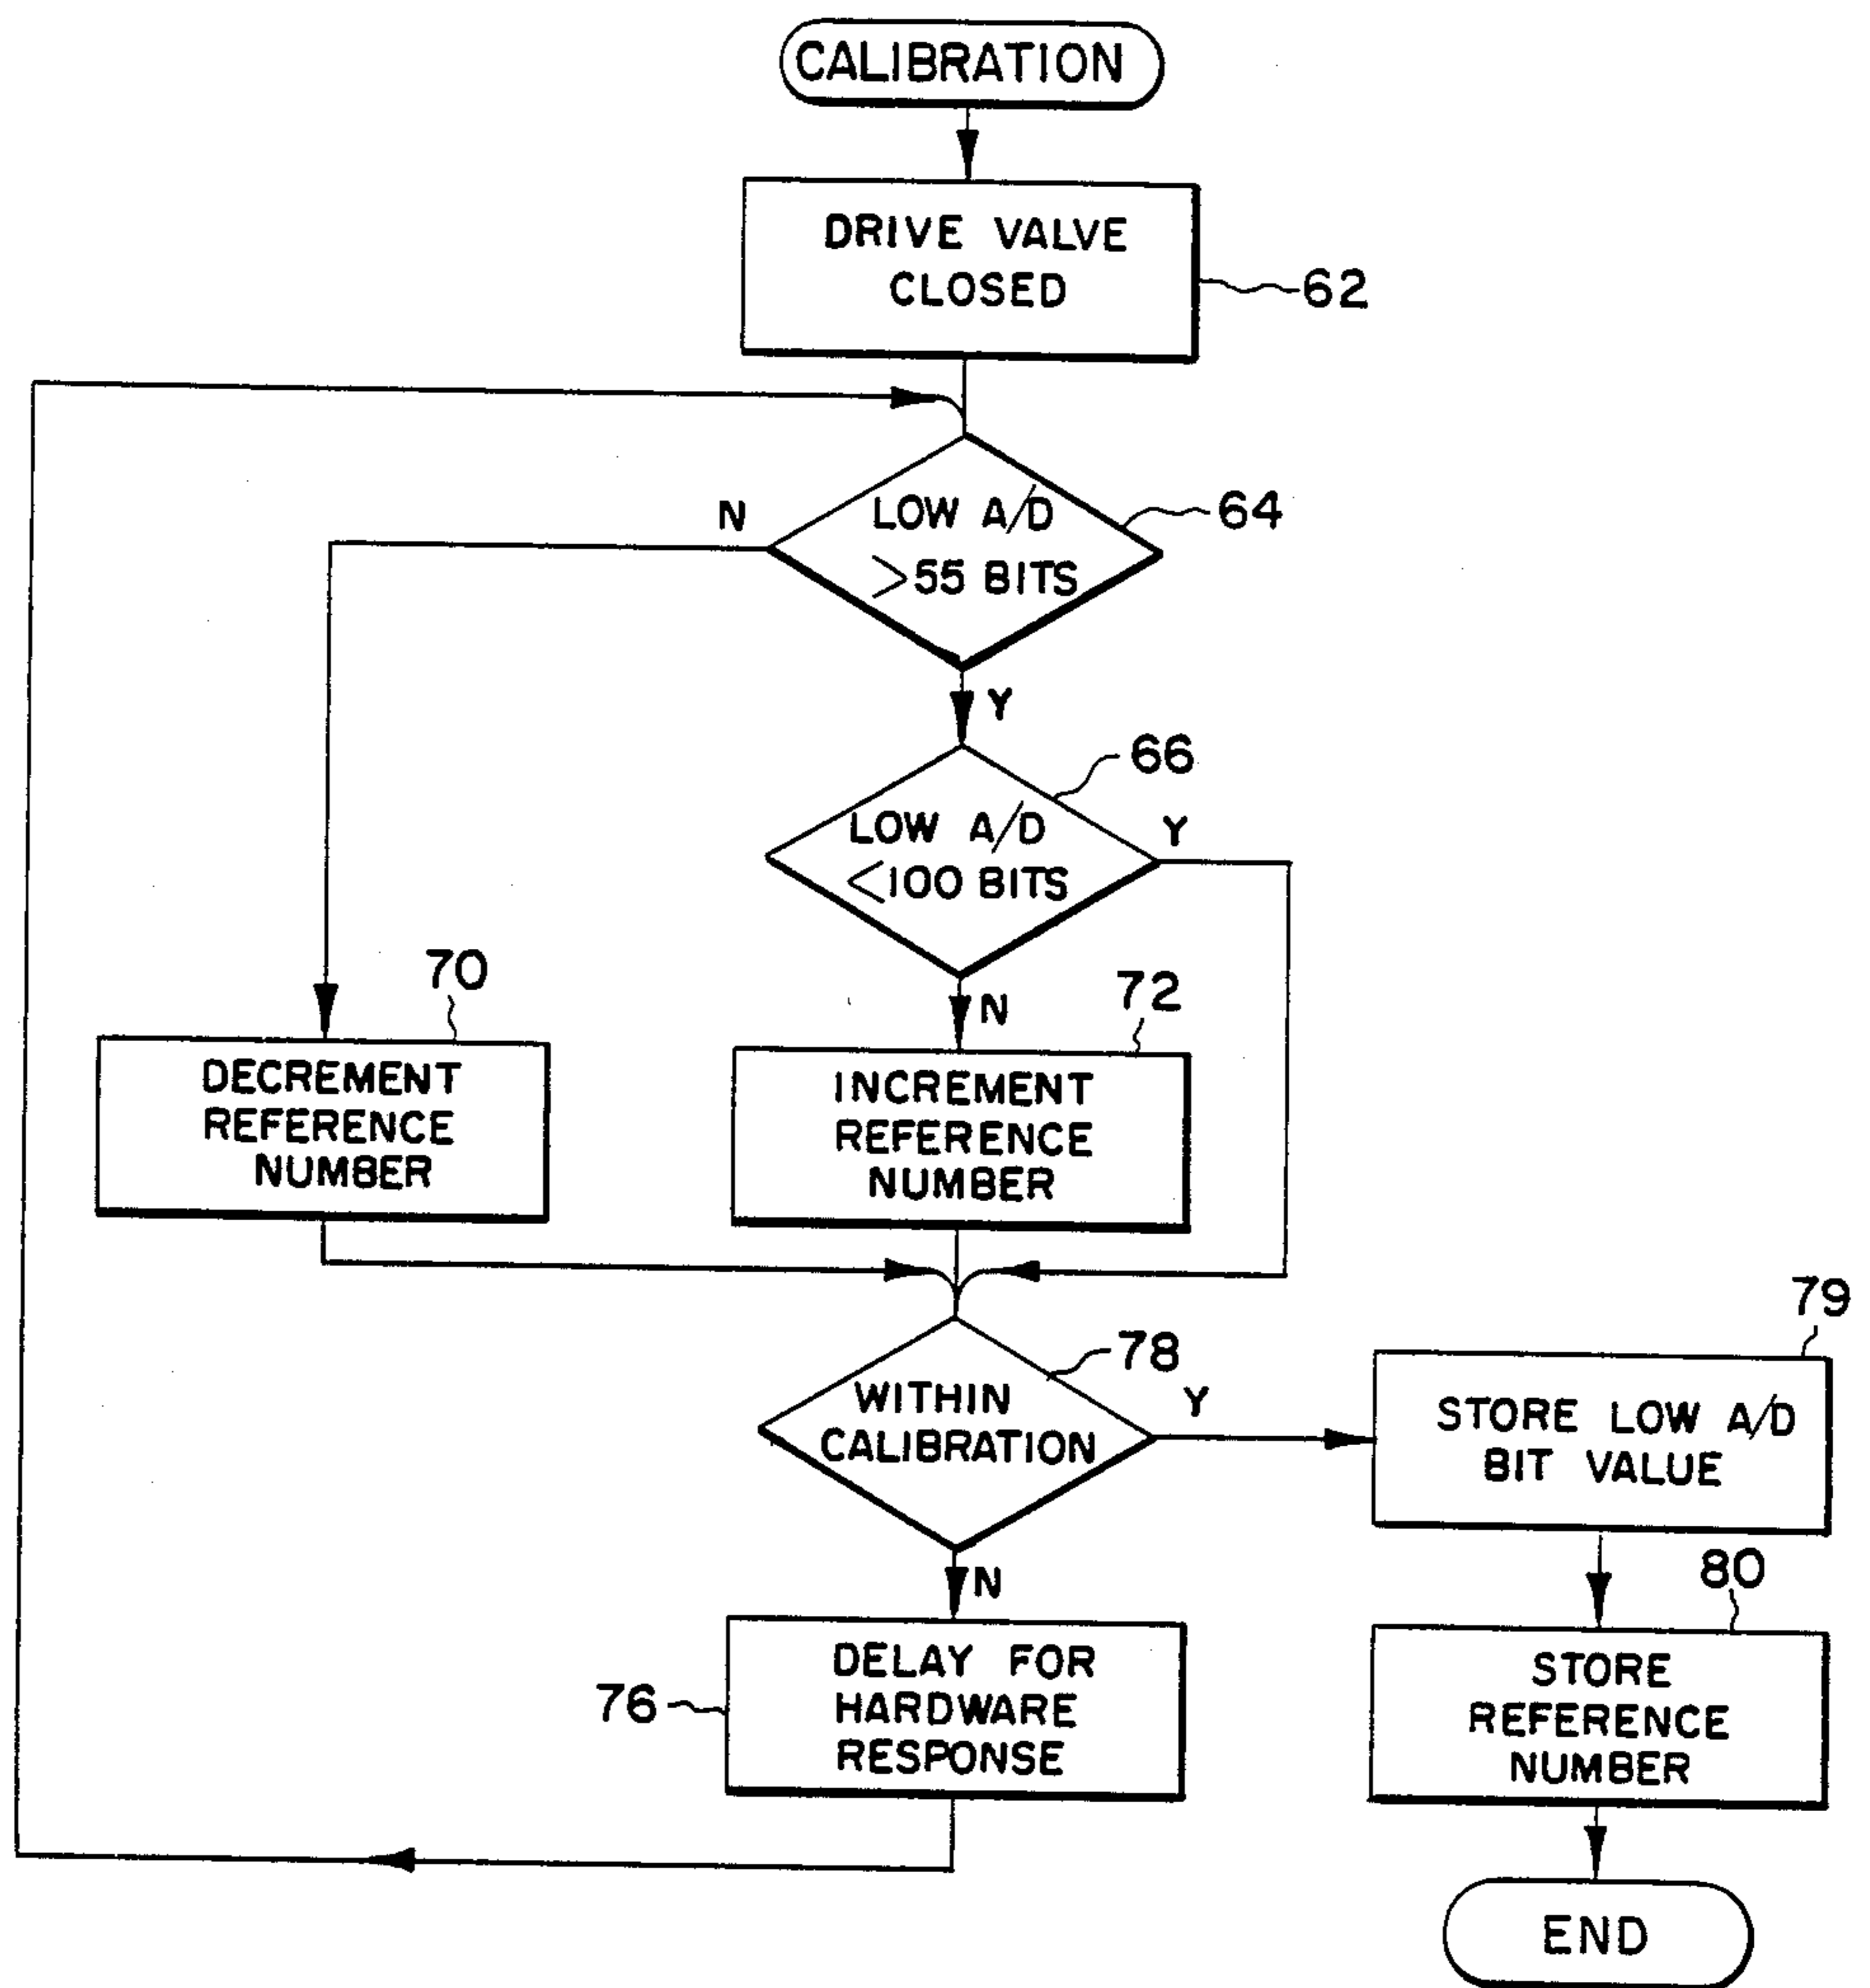 CALIBRATION
DRIVE VALVE
CLOSED
62
N
LOW A/D
>55 BITS
64
Y
66
LOW A/D
<100 BITS
Y
70
N
72
DECREMENT
REFERENCE
NUMBER
INCREMENT
REFERENCE
NUMBER
78
WITHIN
CALIBRATION
Y
79
STORE LOW A/D
BIT VALUE
N
80
76
DELAY FOR
HARDWARE
RESPONSE
STORE
REFERENCE
NUMBER
END